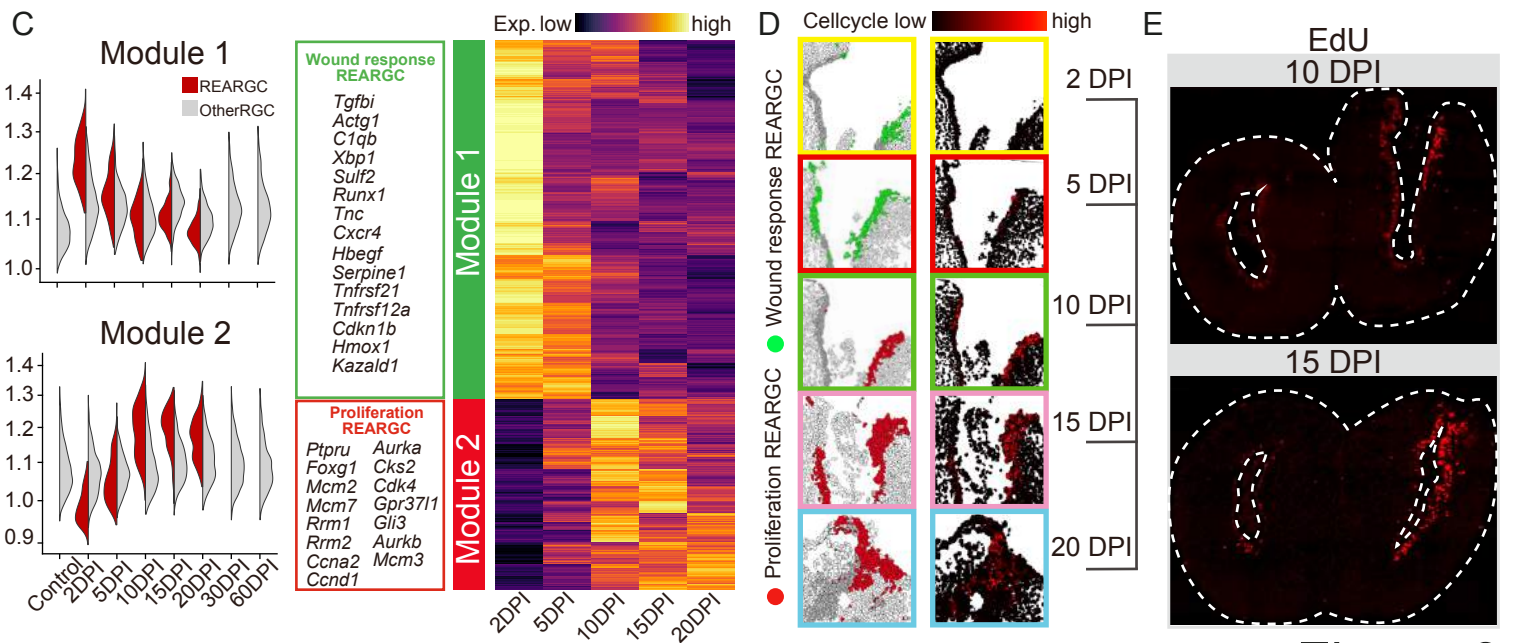 C
Module 1
REARGC
OtherRGC
1.4
1.3
1.2
1.1
1.0
Module 2
1.4
1.3
1.2
1.1
1.0
0.9
Control
2DPI
5DPI
10DPI
15DPI
20DPI
30DPI
60DPI
Wound response
REARGC
Tgfbi
Actg1
C1qb
Xbp1
Sulf2
Runx1
Tnc
Cxcr4
Hbegf
Serpine1
Tnfrsf21
Tnfrsf12a
Cdkn1b
Hmox1
Kazald1
Proliferation
REARGC
Ptpru Aurka
Foxg1 Cks2
Mcm2 Cdk4
Mcm7 Gpr37l1
Rrm1 Gli3
Rrm2 Aurkb
Ccna2 Mcm3
Ccnd1
Exp. low high
Module 1
Module 2
2DPI
5DPI
10DPI
15DPI
20DPI
D
Cellcycle low high
Wound response REARGC
Proliferation REARGC
2 DPI
5 DPI
10 DPI
15 DPI
20 DPI
E
EdU
10 DPI
15 DPI